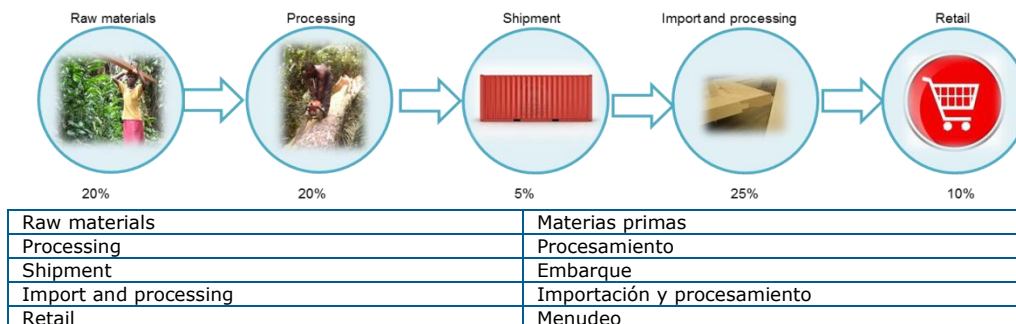 Raw materials Processing Shipment Import and processing Retail
20% 20% 5% 25% 10%
Raw materials Materias primas
Processing Procesamiento
Shipment Embarque
Import and processing Importación y procesamiento
Retail Menudeo